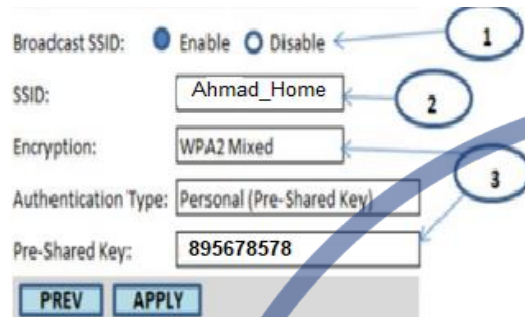 Broadcast SSID: Enable Disable 1
SSID: Ahmad_Home 2
Encryption: WPA2 Mixed
3
Authentication Type: Personal (Pre-Shared Key)
Pre-Shared Key: 895678578
PREV APPLY